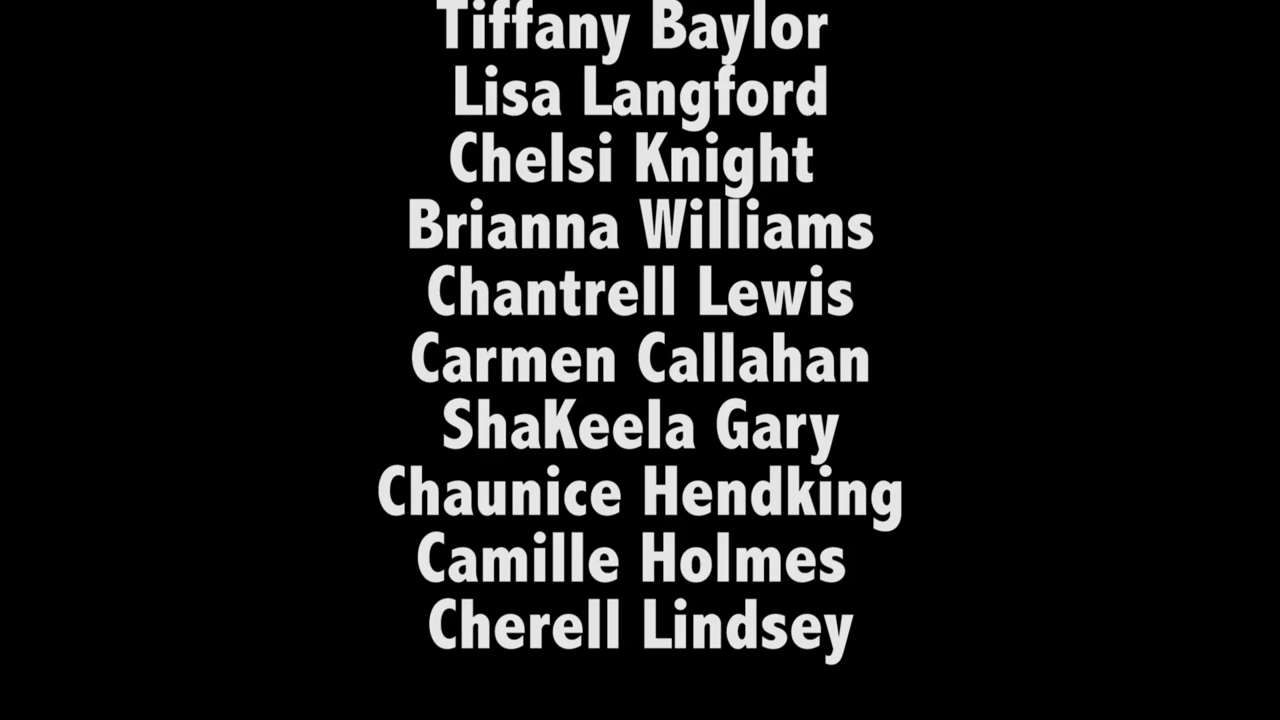 Tiffany Baylor
Lisa Langford
Chelsi Knight
Brianna Williams
Chantrell Lewis
Carmen Callahan
ShaKeela Gary
Chaunice Hendking
Camille Holmes
Cherell Lindsey